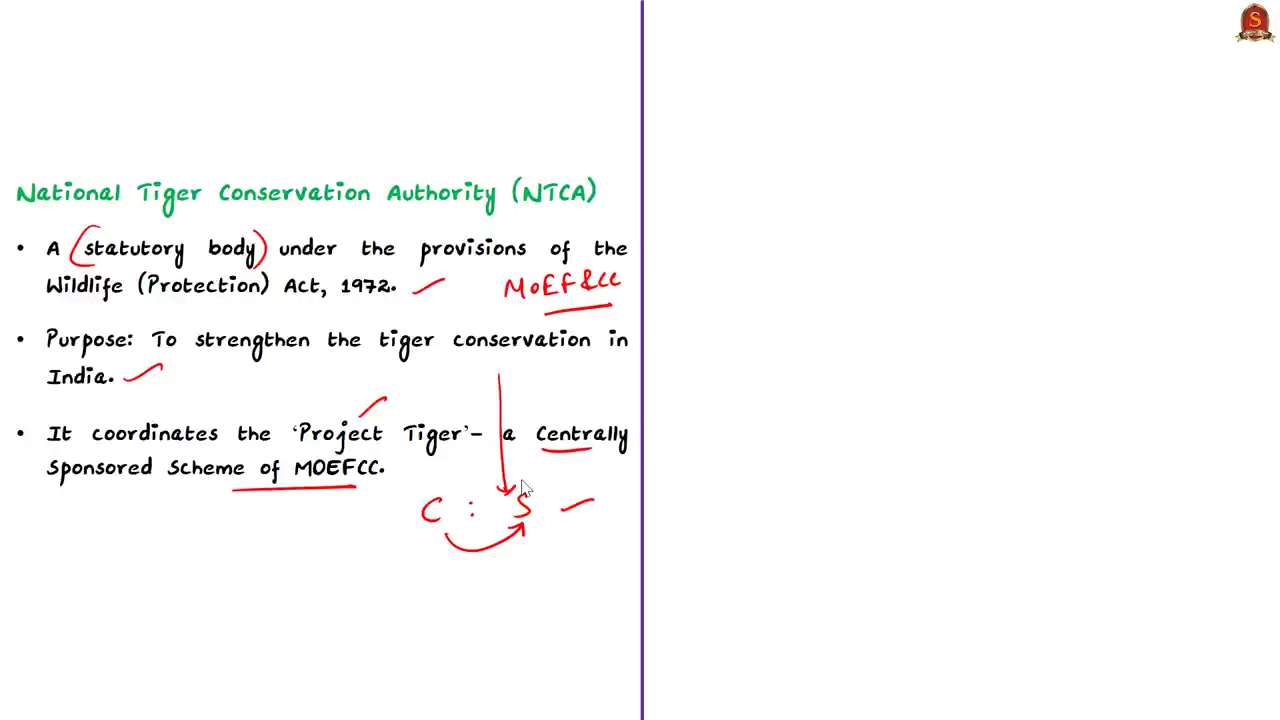 S
National Tiger Conservation Authority (NTCA)
• A (statutory body) under the provisions of the
Wildlife (Protection) Act, 1972.
MOEF&CC
• Purpose: To strengthen the tiger conservation in
India.
• It coordinates the 'Project Tiger'- a Centrally
Sponsored Scheme of MOEFCC.
C : S